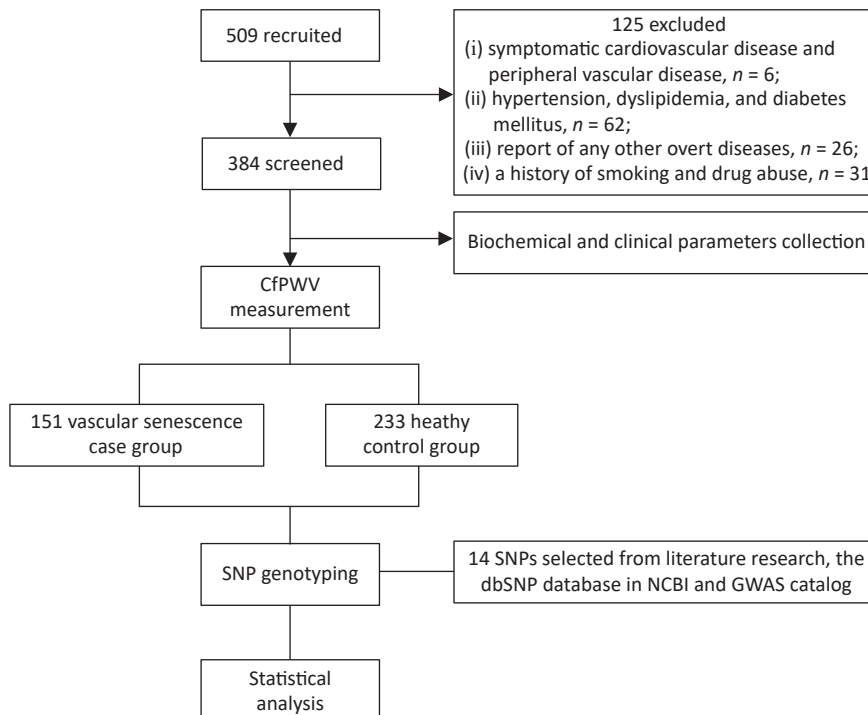 509 recruited
125 excluded
(i) symptomatic cardiovascular disease and
peripheral vascular disease, n = 6;
(ii) hypertension, dyslipidemia, and diabetes
mellitus, n = 62;
(iii) report of any other overt diseases, n = 26;
(iv) a history of smoking and drug abuse, n = 31
384 screened
Biochemical and clinical parameters collection
CfPWV
measurement
151 vascular senescence
case group
233 heathy
control group
SNP genotyping
14 SNPs selected from literature research, the
dbSNP database in NCBI and GWAS catalog
Statistical
analysis